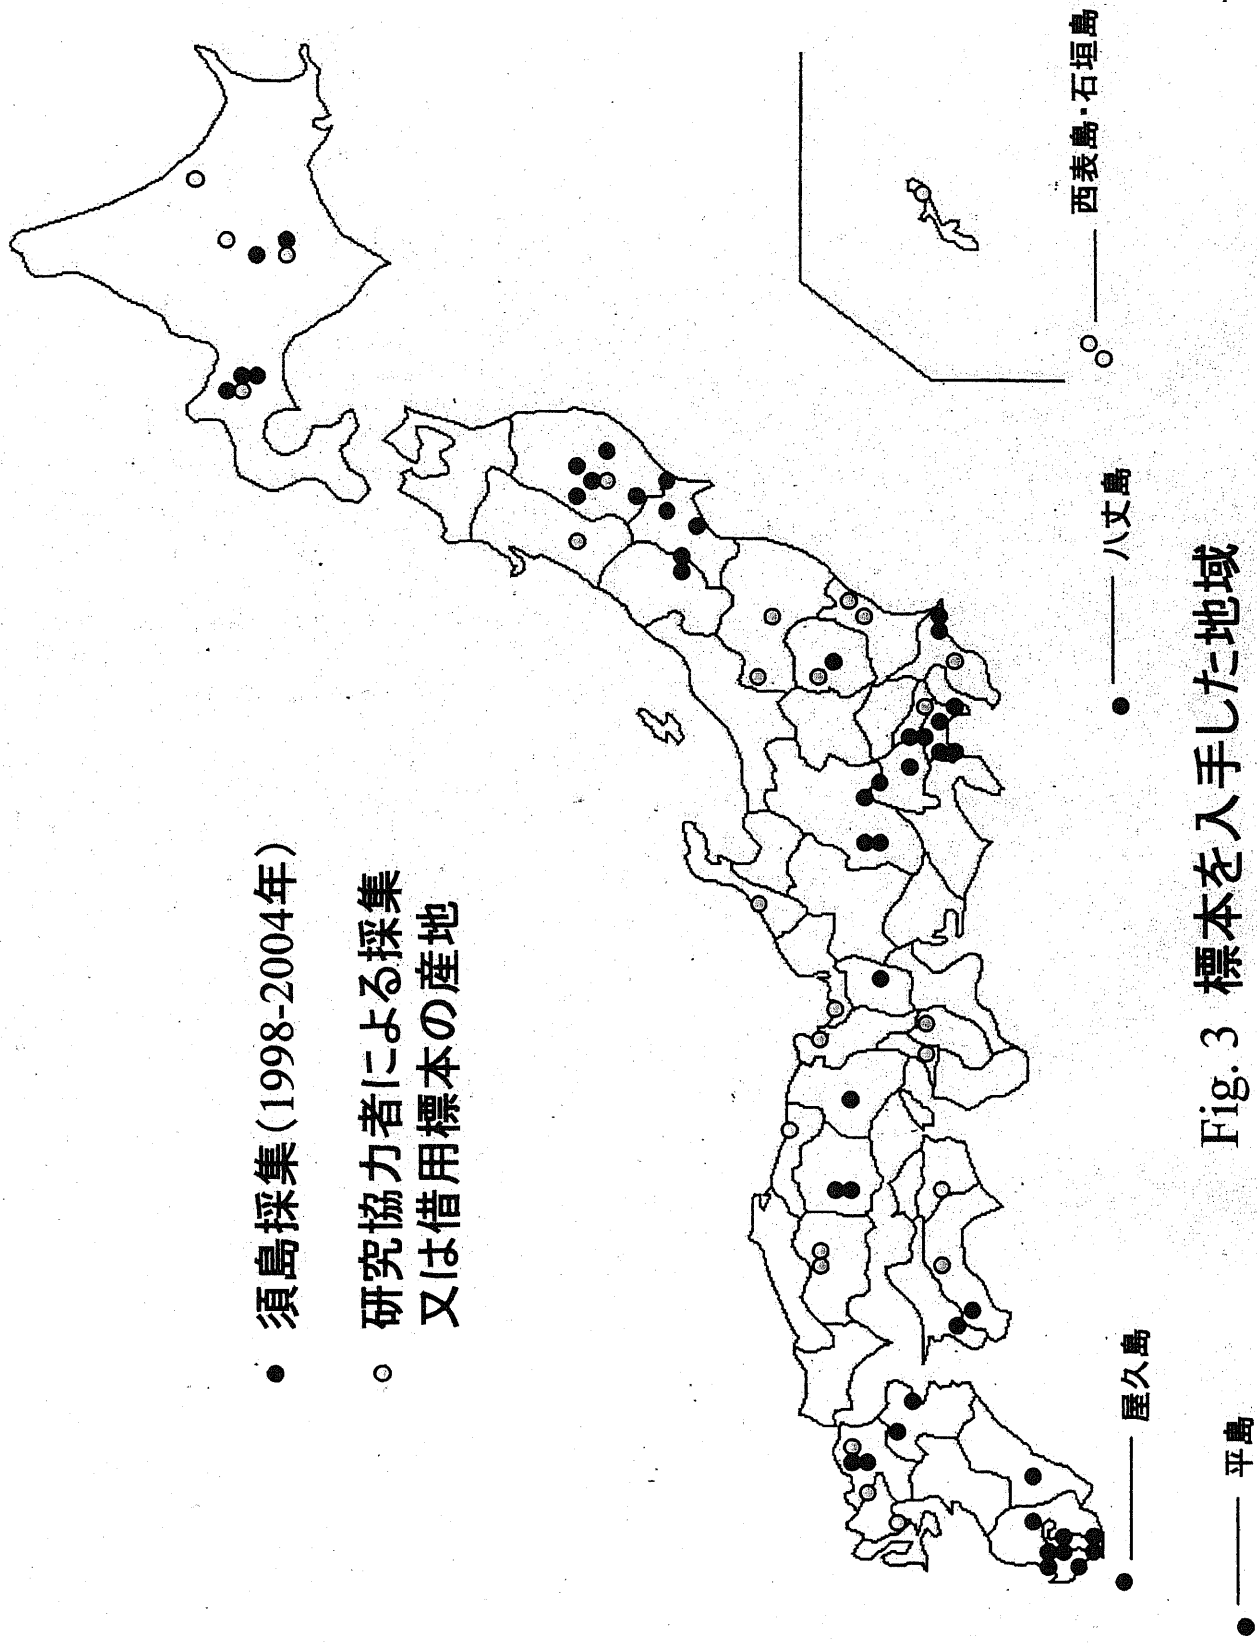 ● 須島採集(1998-2004年)
○ 研究協力者による採集
又は借用標本の産地
西表島・石垣島
八丈島
屋久島
平島
Fig. 3 標本を入手した地域